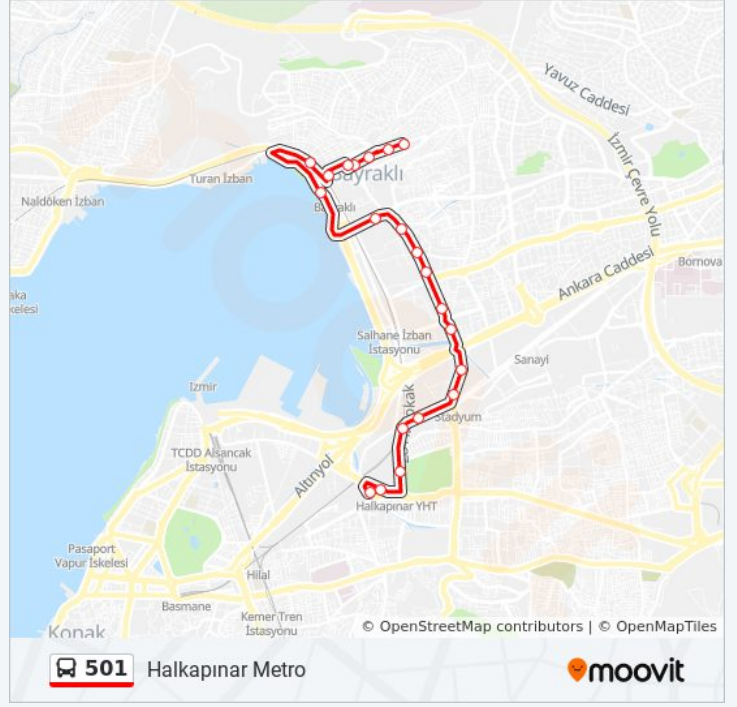 Yavuz Caddesi
İzmir Çevre Yolu
Turan İzban
Bayraklı
Naldöken İzban
Ankara Caddesi
Bornova
Salhane İzban
İstasyonu
Sanayi
Izmir
Stadyum
TCDD Alsancak
İstasyonu
Altınyol
Halkapınar YHT
Pasaport
Vapur İskelesi
Hilal
Basmane
Kemer Tren
İstasyonu
Konak
© OpenStreetMap contributors | © OpenMapTiles
501 Halkapınar Metro
moovit